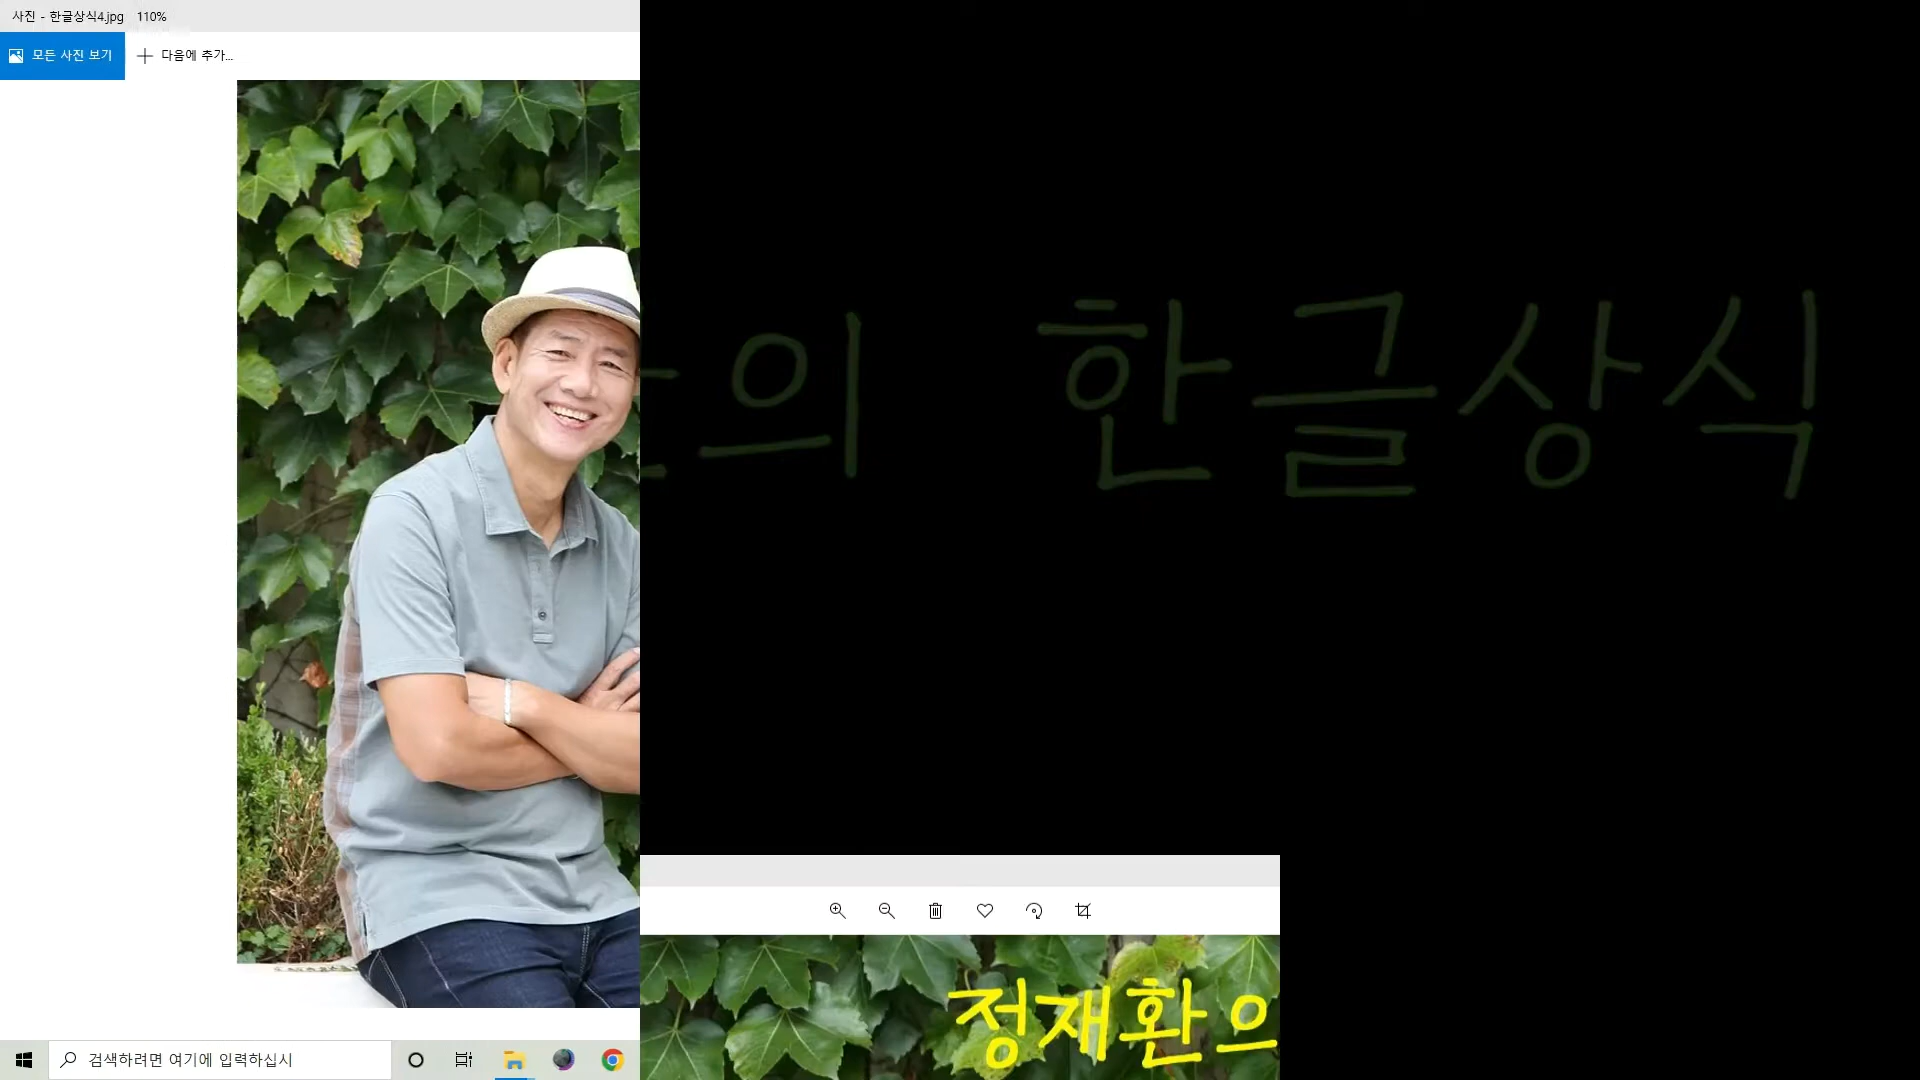 사진 - 한글상식4.jpg 110%
모든 사진 보기 다음에 추가...
의 한글상식
정재환으
검색하려면 여기에 입력하십시